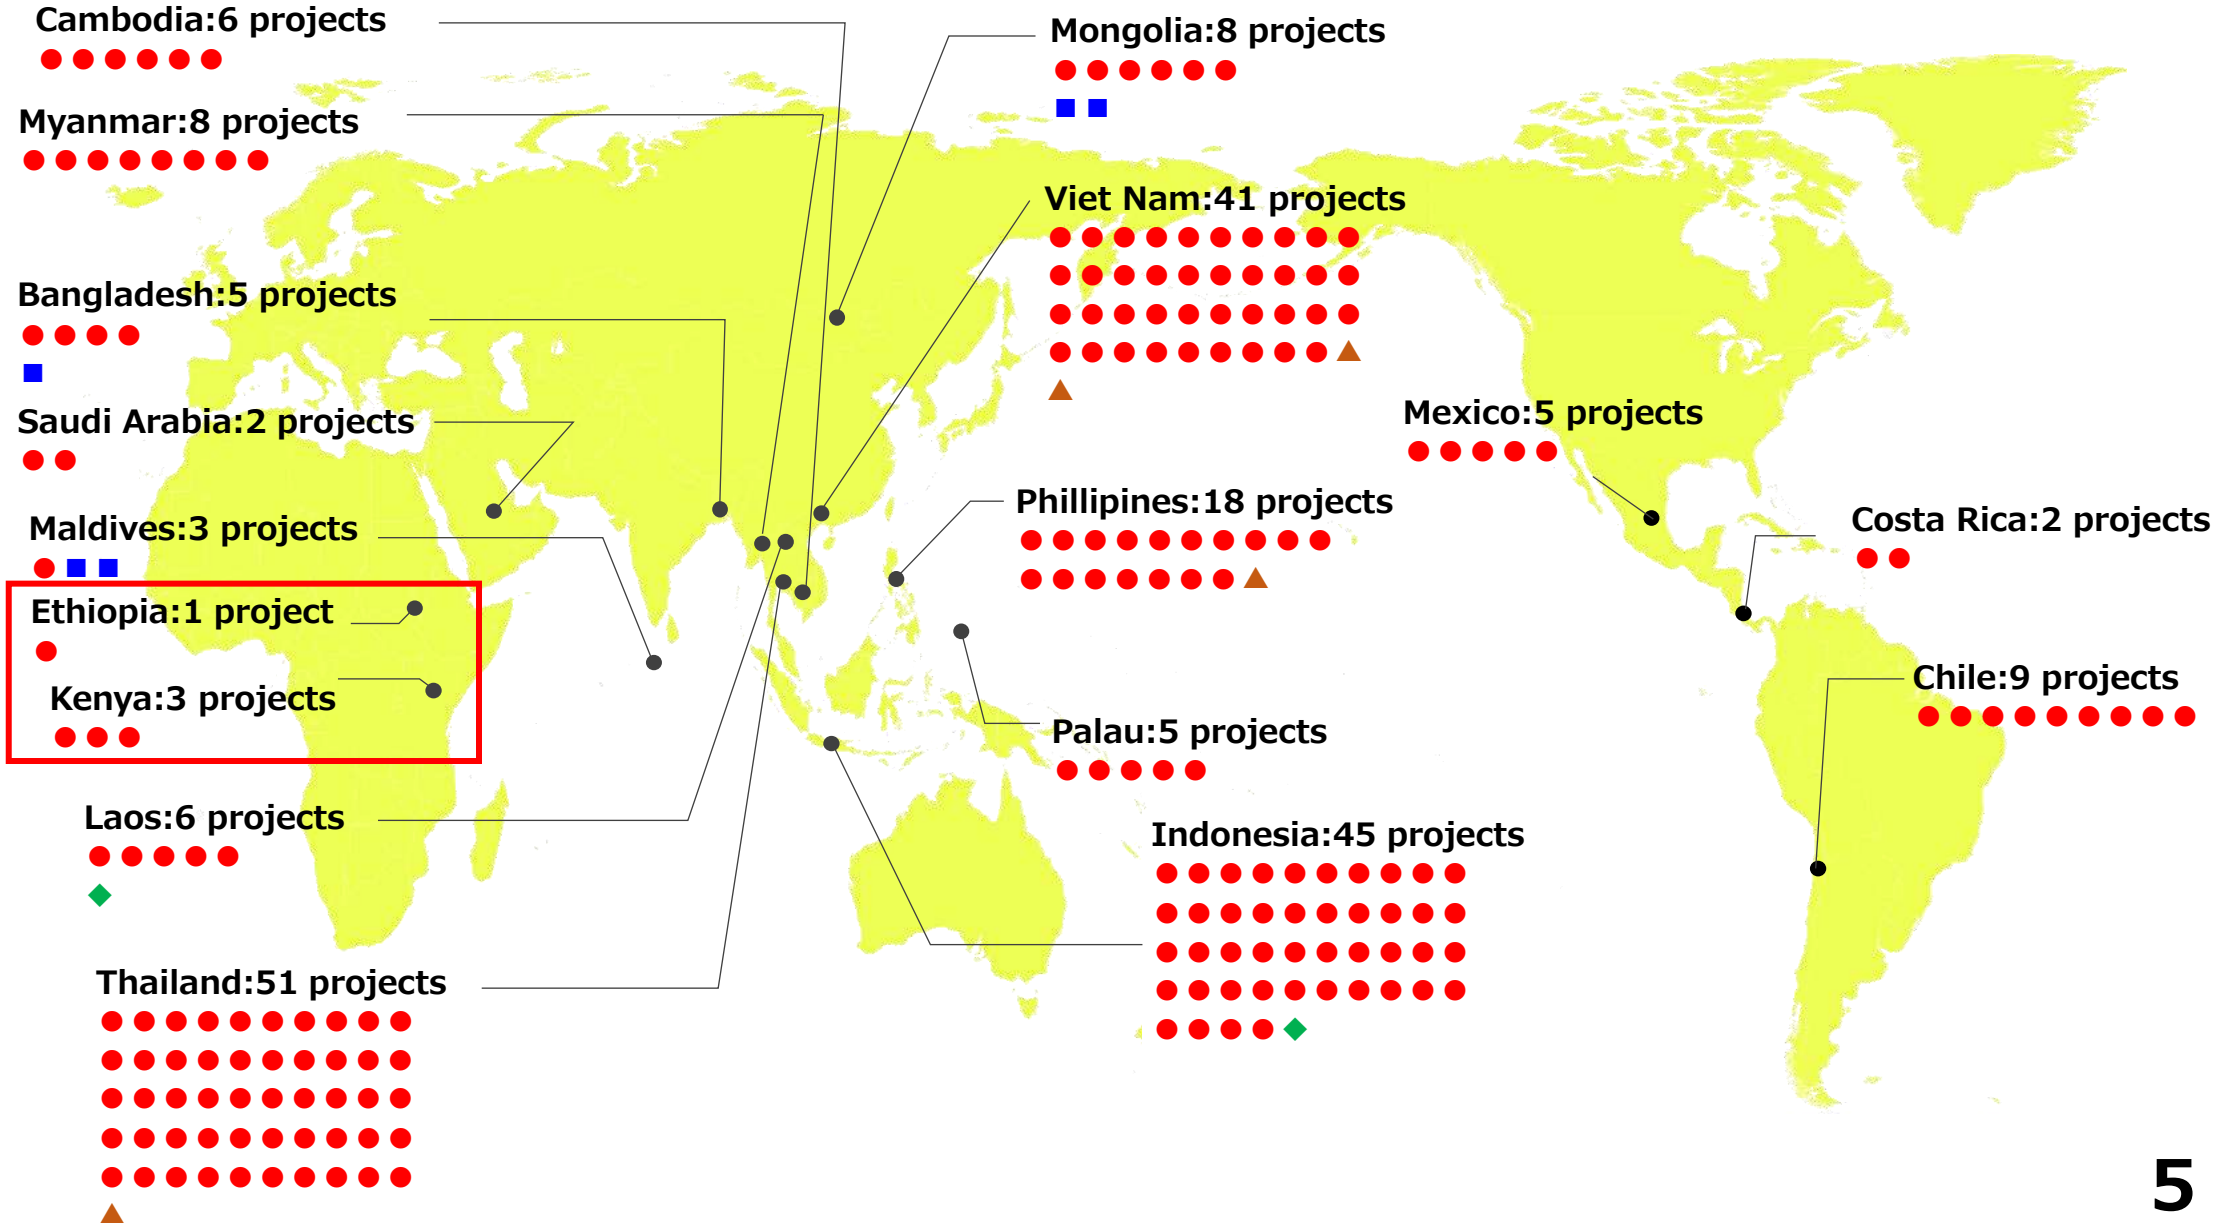 Cambodia:6 projects
Mongolia:8 projects
Myanmar:8 projects
Viet Nam:41 projects
Bangladesh:5 projects
Saudi Arabia:2 projects
Mexico:5 projects
Phillipines:18 projects
Maldives:3 projects
Costa Rica:2 projects
Ethiopia:1 project
Kenya:3 projects
Chile:9 projects
Palau:5 projects
Laos:6 projects
Indonesia:45 projects
Thailand:51 projects
5